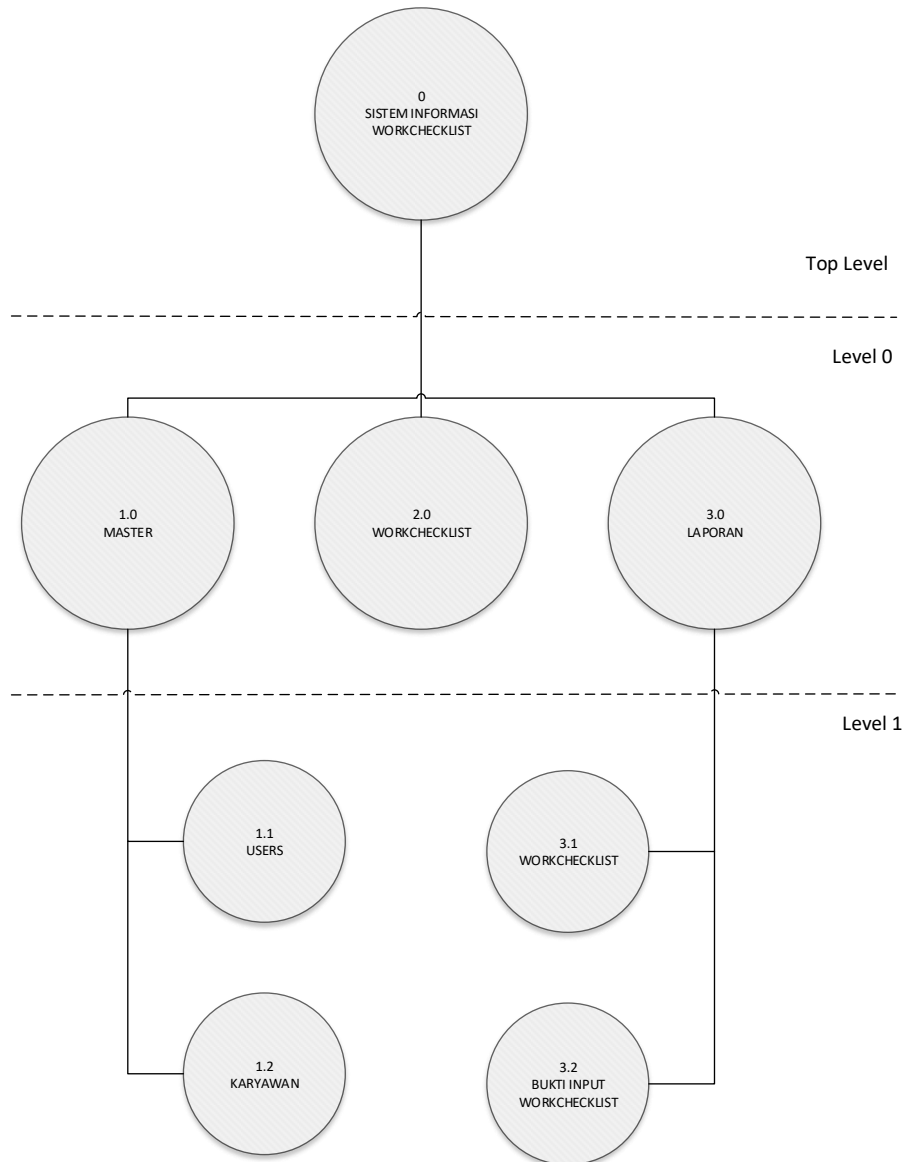 0
SISTEM INFORMASI
WORKCHECKLIST
Top Level
Level 0
1.0
MASTER
2.0
WORKCHECKLIST
3.0
LAPORAN
Level 1
1.1
USERS
3.1
WORKCHECKLIST
1.2
KARYAWAN
3.2
BUKTI INPUT
WORKCHECKLIST